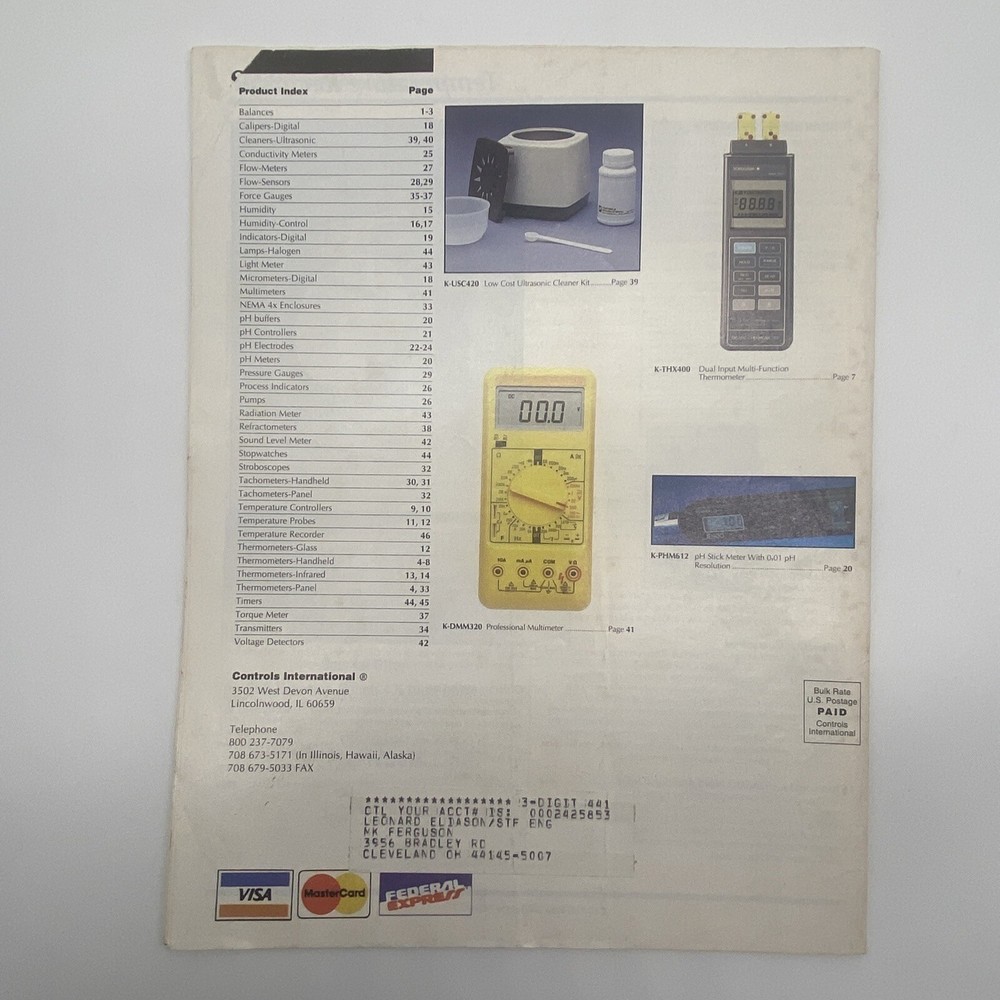 Product Index Page
Balances 1-3
Calipers-Digital 18
Cleaners-Ultrasonic 39, 40
Conductivity Meters 25
Flow-Meters 27
Flow-Sensors 28,29
Force Gauges 35-37
Humidity 15
Humidity-Control 16,17
Indicators-Digital 19
Lamps-Halogen 44
Light Meter 43
Micrometers-Digital 18
Multimeters 41
NEMA 4x Enclosures 33
pH buffers 20
pH Controllers 21
pH Electrodes 22-24
pH Meters 20
Pressure Gauges 29
Process Indicators 26
Pumps 26
Radiation Meter 43
Refractometers 38
Sound Level Meter 42
Stopwatches 44
Stroboscopes 32
Tachometers-Handheld 30, 31
Tachometers-Panel 32
Temperature Controllers 9, 10
Temperature Probes 11, 12
Temperature Recorder 46
Thermometers-Glass 12
Thermometers-Handheld 4-8
Thermometers-Infrared 13, 14
Thermometers-Panel 4, 33
Timers 44, 45
Torque Meter 37
Transmitters 34
Voltage Detectors 42
K-USC420 Low Cost Ultrasonic Cleaner Kit......Page 39
88.88
K-THX400 Dual Input Multi-Function
Thermometer......Page 7
DC
00.0
Ω
10A mA μA COM VΩ
K-DMM320 Professional Multimeter......Page 41
K-PHM612 pH Stick Meter With 0.01 pH
Resolution......Page 20
Controls International ®
3502 West Devon Avenue
Lincolnwood, IL 60659
Telephone
800 237-7079
708 673-5171 (In Illinois, Hawaii, Alaska)
708 679-5033 FAX
Bulk Rate
U.S. Postage
PAID
Controls
International
****************** 3-DIGIT 441
CTL YOUR ACCT# IS: 0002425853
LEONARD ELIASON/STF ENG
MK FERGUSON
3956 BRADLEY RD
CLEVELAND OH 44145-5007
VISA
MasterCard
FEDERAL
EXPRESS